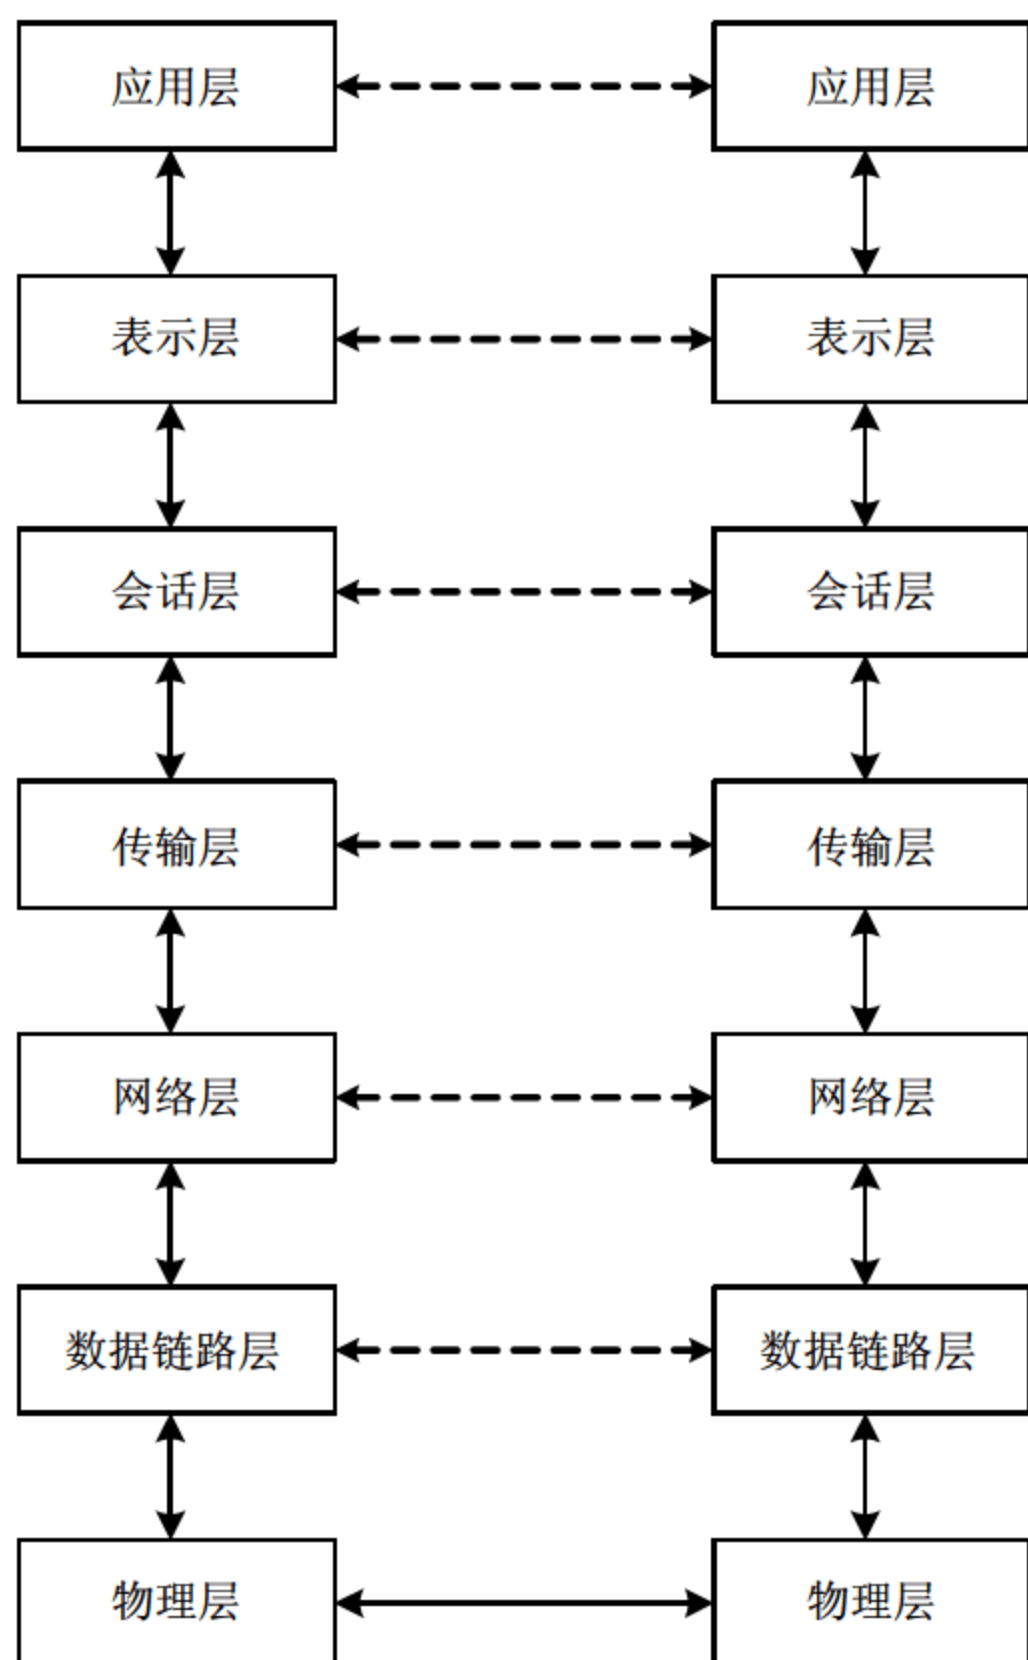 应用层 应用层
表示层 表示层
会话层 会话层
传输层 传输层
网络层 网络层
数据链路层 数据链路层
物理层 物理层